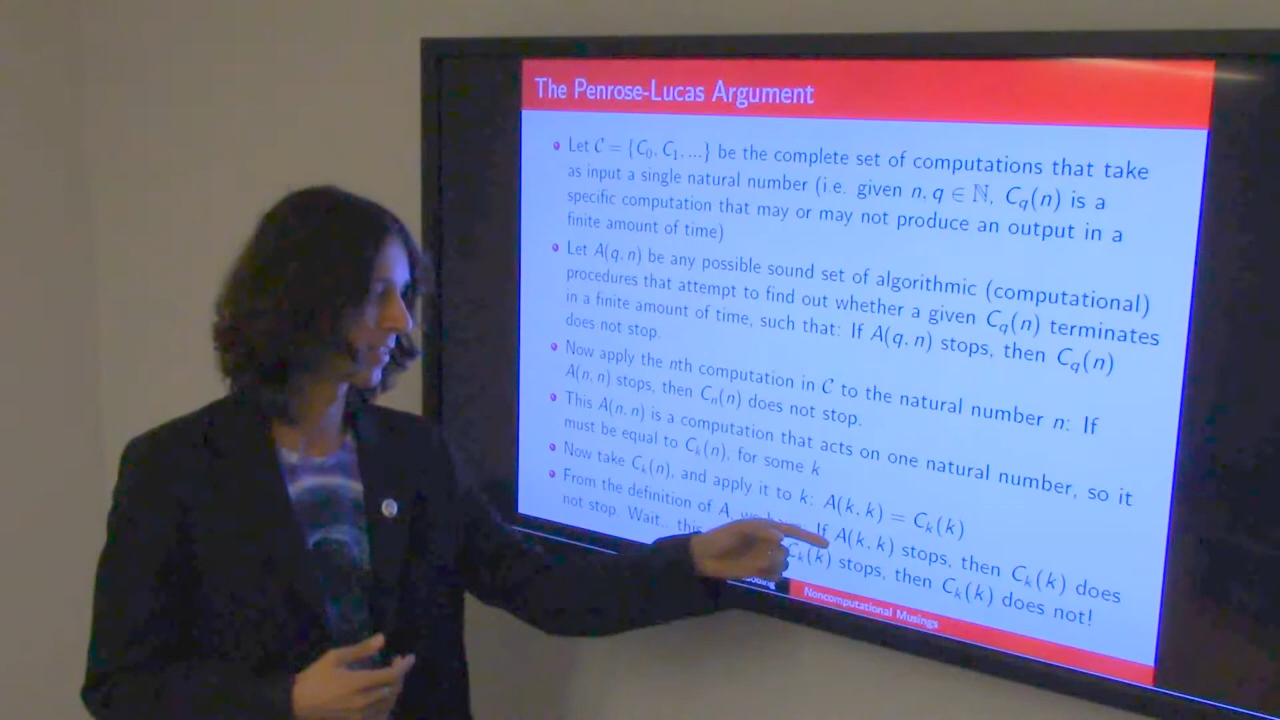 The Penrose-Lucas Argument
Let 𝒞 = {C₀, C₁, ...} be the complete set of computations that take
as input a single natural number (i.e. given n, q ∈ ℕ, C_q(n) is a
specific computation that may or may not produce an output in a
finite amount of time)
Let A(q, n) be any possible sound set of algorithmic (computational)
procedures that attempt to find out whether a given C_q(n) terminates
in a finite amount of time, such that: If A(q, n) stops, then C_q(n)
does not stop.
Now apply the nth computation in 𝒞 to the natural number n: If
A(n, n) stops, then C_n(n) does not stop.
This A(n, n) is a computation that acts on one natural number, so it
must be equal to C_k(n), for some k
Now take C_k(n), and apply it to k: A(k, k) = C_k(k)
From the definition of A, If A(k, k) stops, then C_k(k) does
not stop. Wait.. this C_k(k) stops, then C_k(k) does not!
Noncomputational Musings